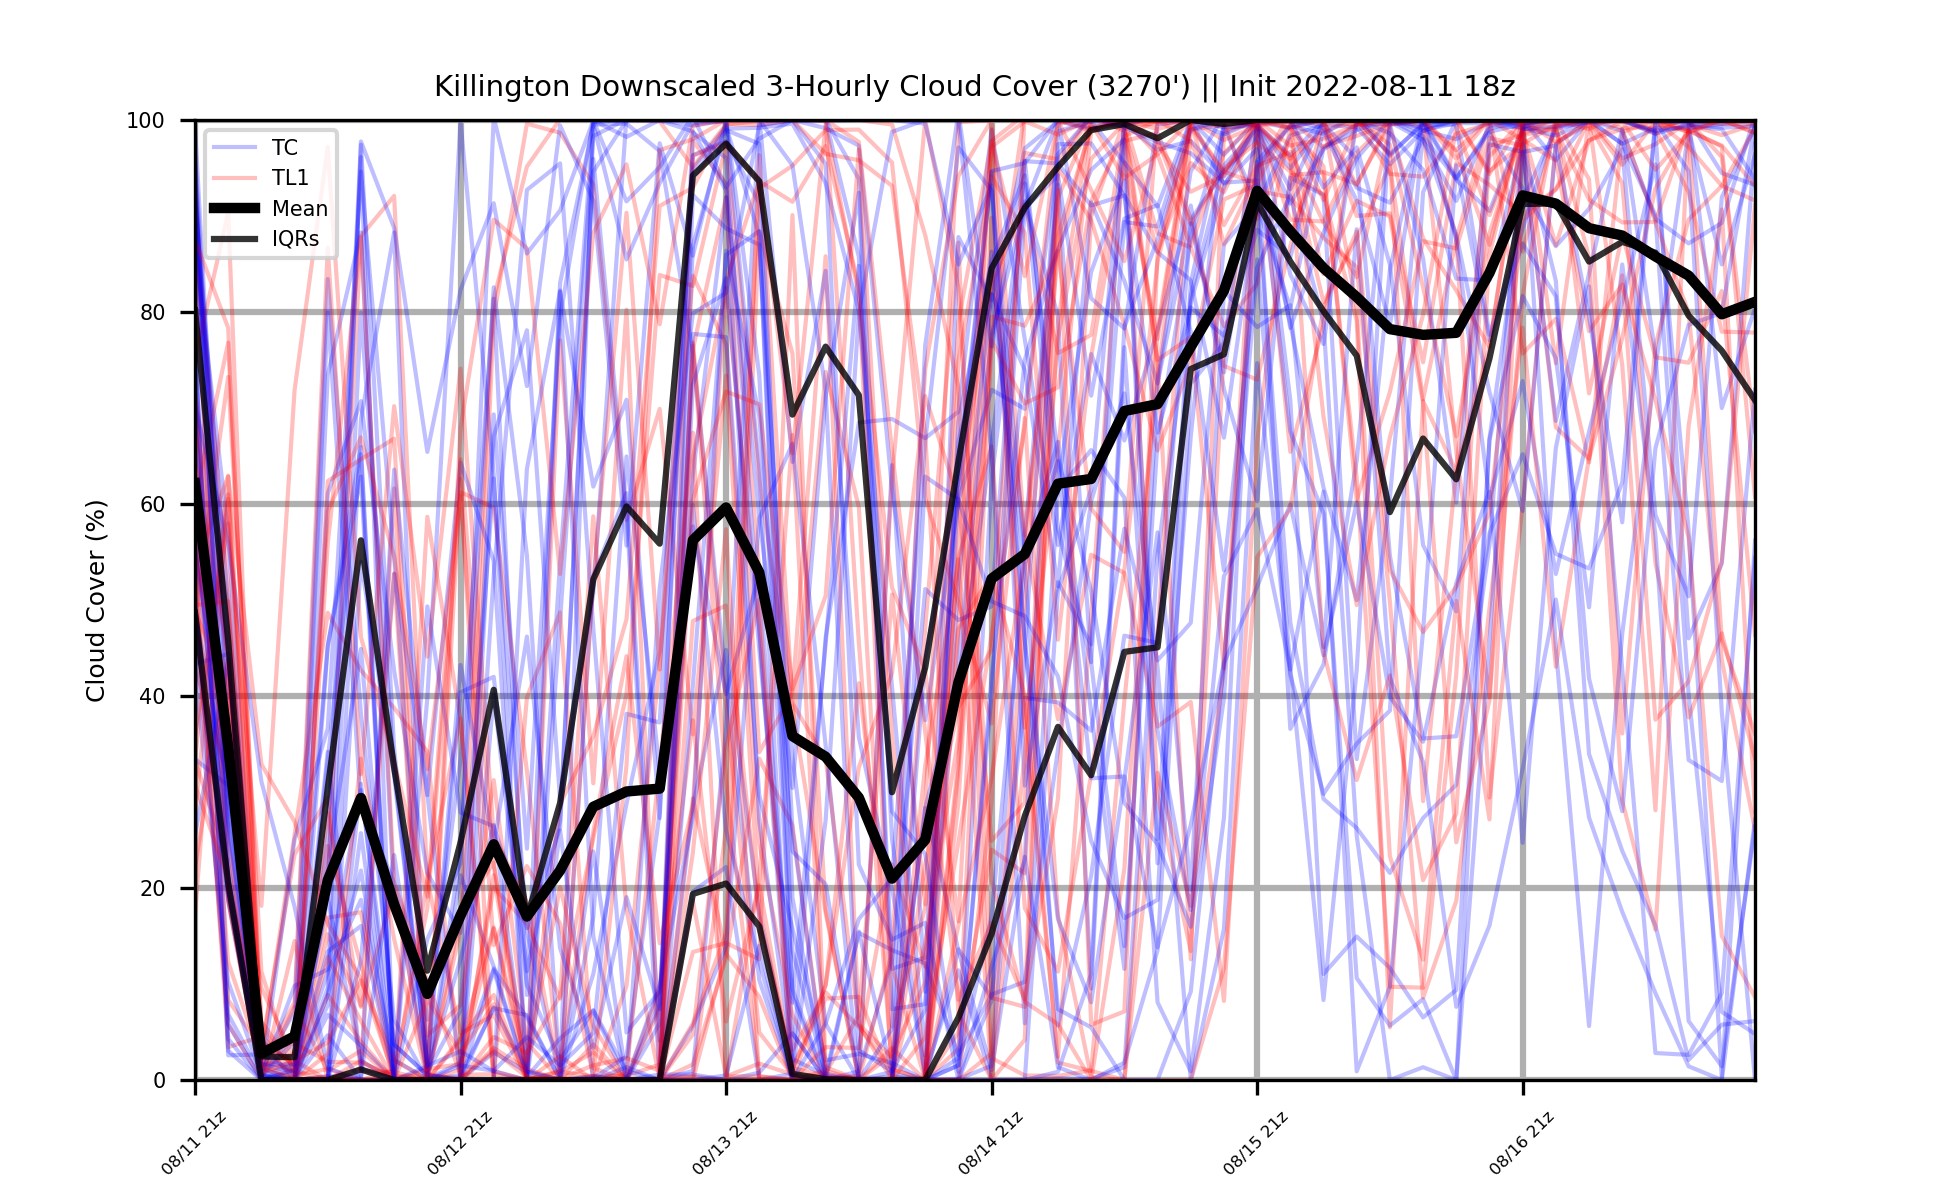 Killington Downscaled 3-Hourly Cloud Cover (3270') || Init 2022-08-11 18z
100
80
60
40
20
0
Cloud Cover (%)
TC
TL1
Mean
IQRs
08/11 21z
08/12 21z
08/13 21z
08/14 21z
08/15 21z
08/16 21z